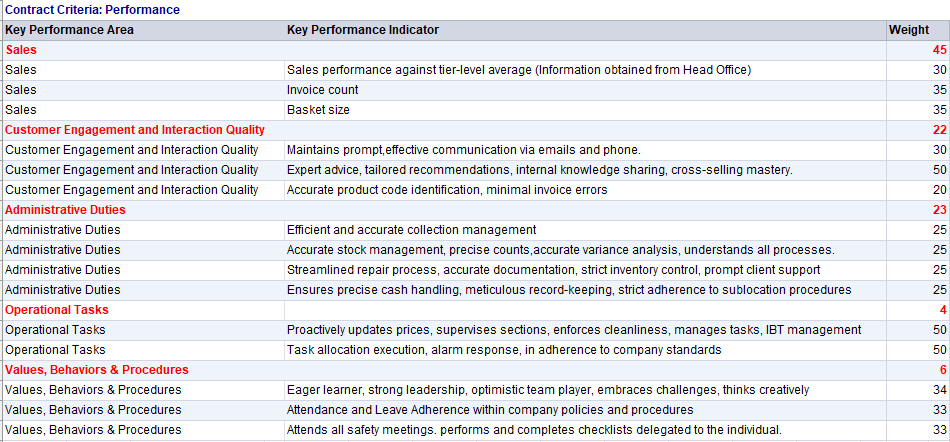 Contract Criteria: Performance
Key Performance Area Key Performance Indicator Weight
Sales 45
Sales Sales performance against tier-level average (Information obtained from Head Office) 30
Sales Invoice count 35
Sales Basket size 35
Customer Engagement and Interaction Quality 22
Customer Engagement and Interaction Quality Maintains prompt,effective communication via emails and phone. 30
Customer Engagement and Interaction Quality Expert advice, tailored recommendations, internal knowledge sharing, cross-selling mastery. 50
Customer Engagement and Interaction Quality Accurate product code identification, minimal invoice errors 20
Administrative Duties 23
Administrative Duties Efficient and accurate collection management 25
Administrative Duties Accurate stock management, precise counts,accurate variance analysis, understands all processes. 25
Administrative Duties Streamlined repair process, accurate documentation, strict inventory control, prompt client support 25
Administrative Duties Ensures precise cash handling, meticulous record-keeping, strict adherence to sublocation procedures 25
Operational Tasks 4
Operational Tasks Proactively updates prices, supervises sections, enforces cleanliness, manages tasks, IBT management 50
Operational Tasks Task allocation execution, alarm response, in adherence to company standards 50
Values, Behaviors & Procedures 6
Values, Behaviors & Procedures Eager learner, strong leadership, optimistic team player, embraces challenges, thinks creatively 34
Values, Behaviors & Procedures Attendance and Leave Adherence within company policies and procedures 33
Values, Behaviors & Procedures Attends all safety meetings. performs and completes checklists delegated to the individual. 33